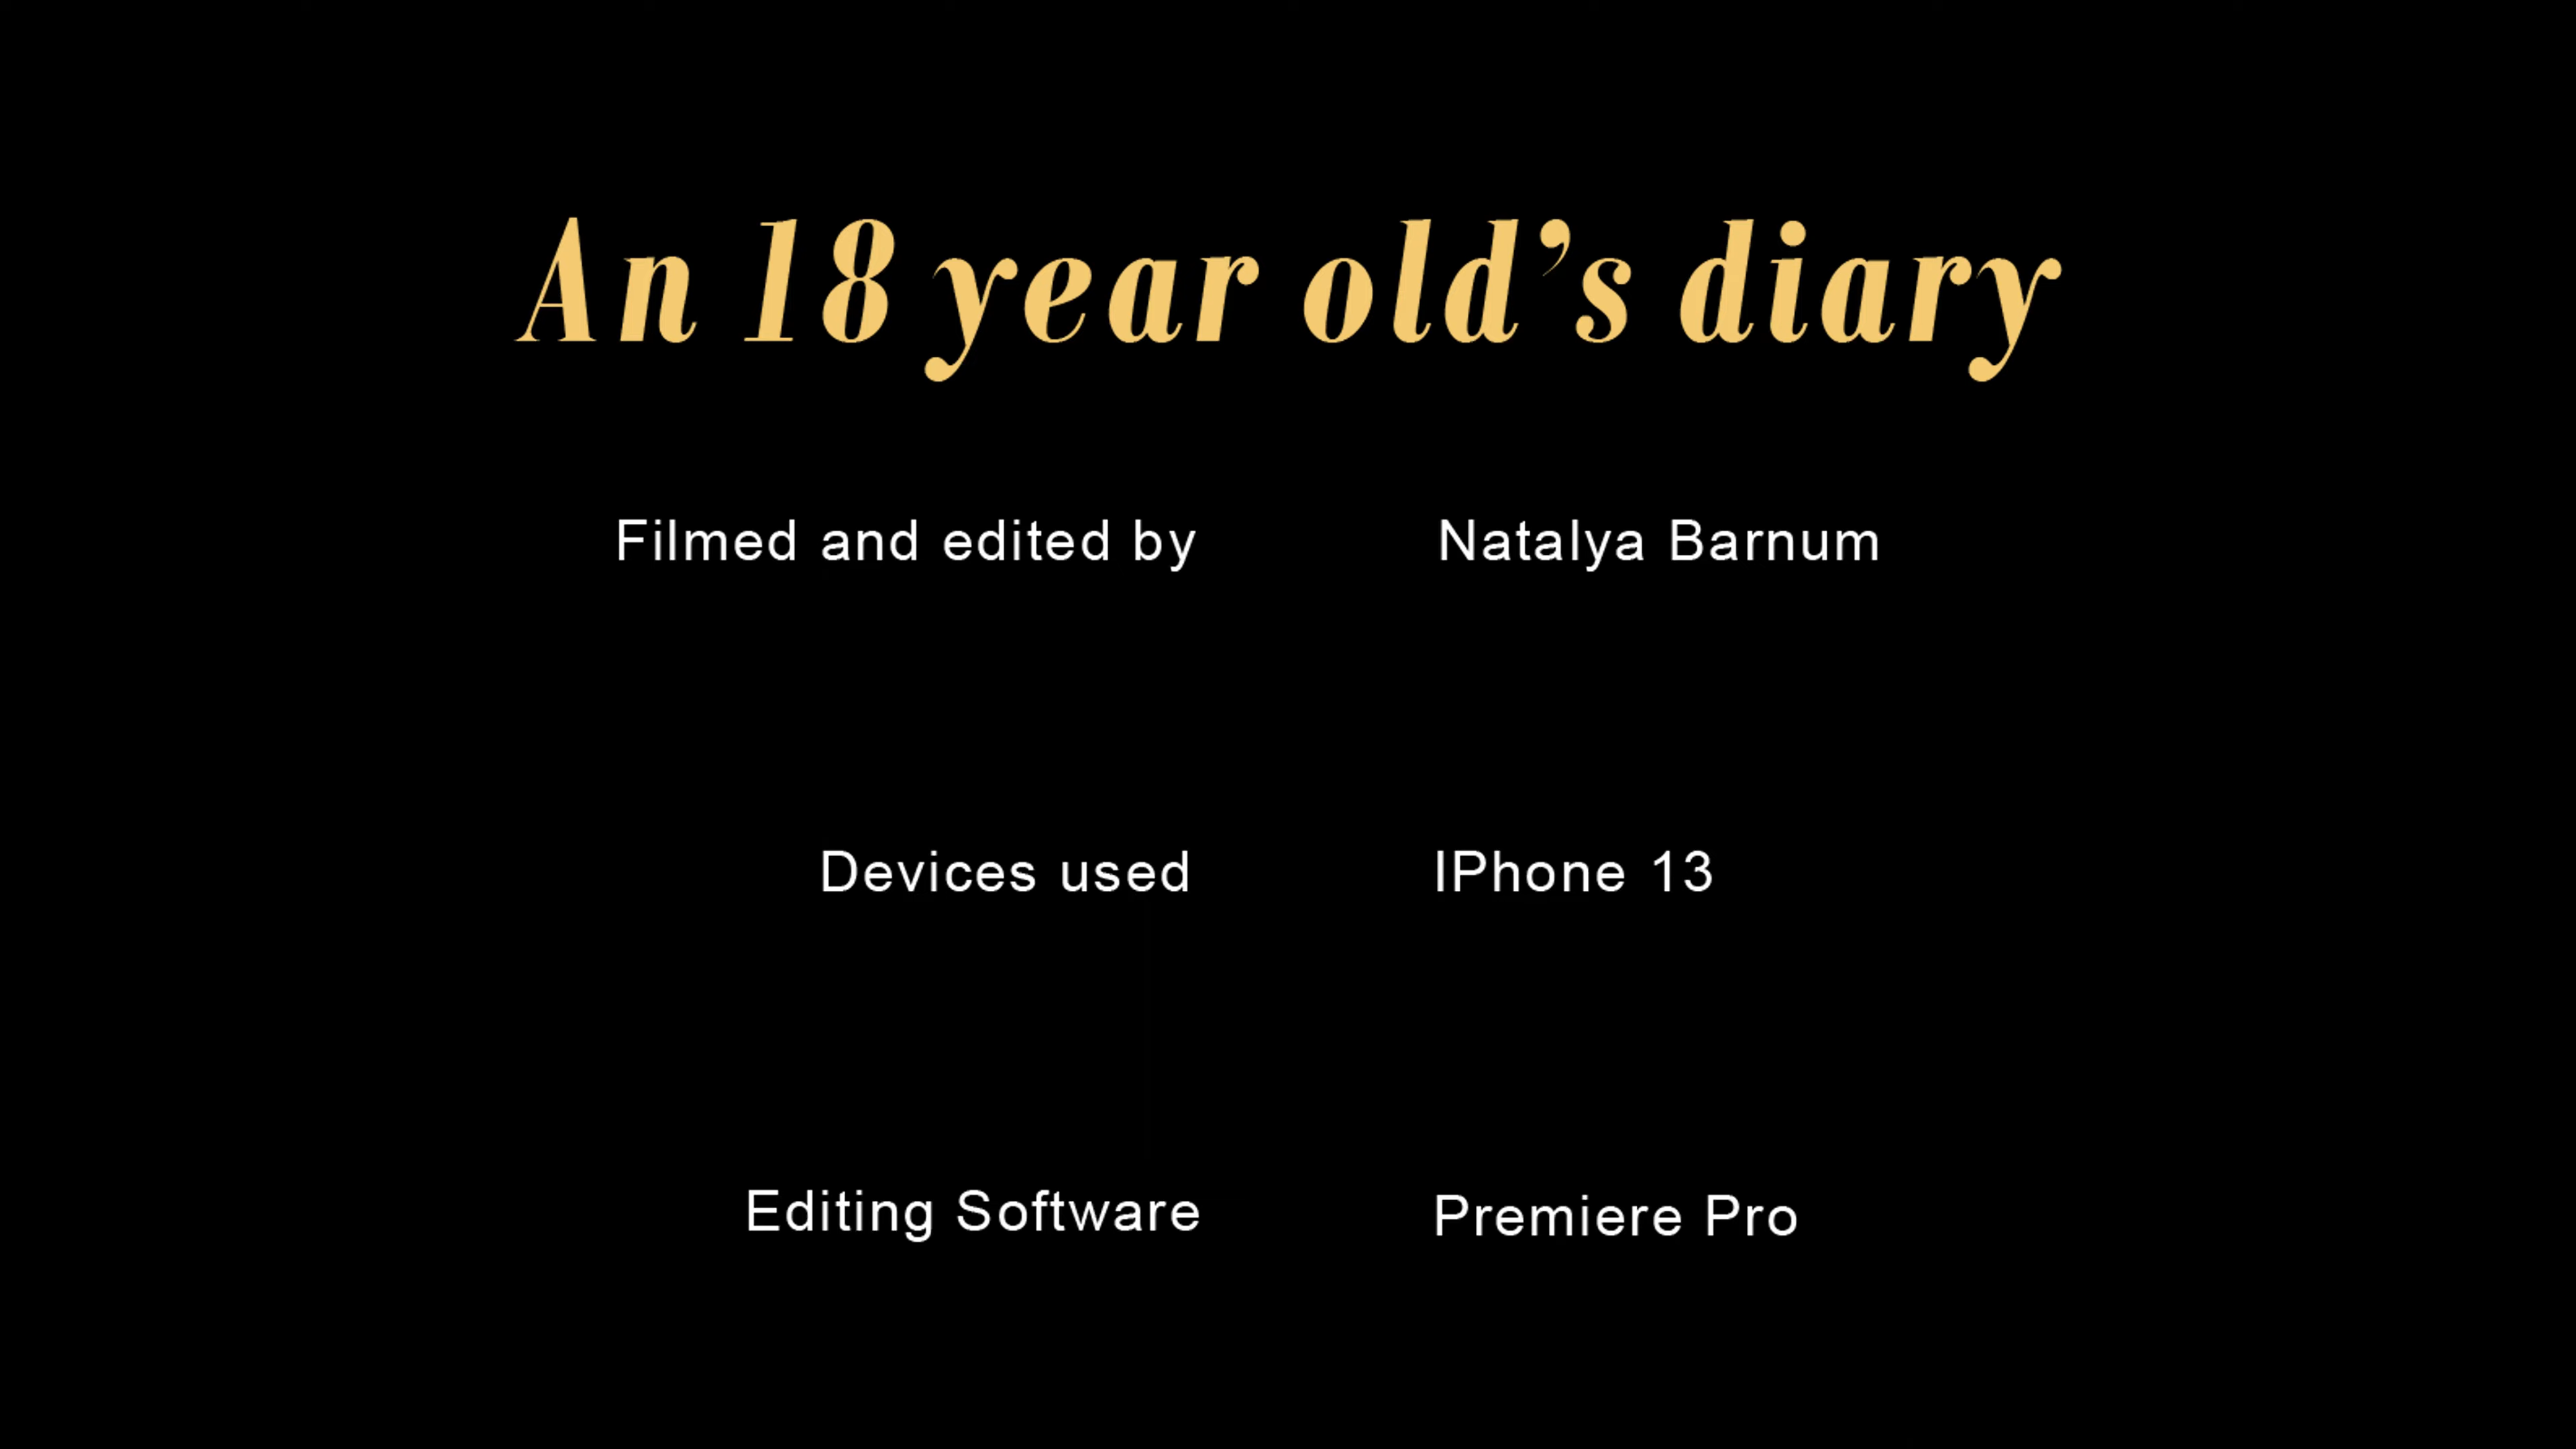 An 18 year old’s diary
Filmed and edited by Natalya Barnum
Devices used IPhone 13
Editing Software Premiere Pro